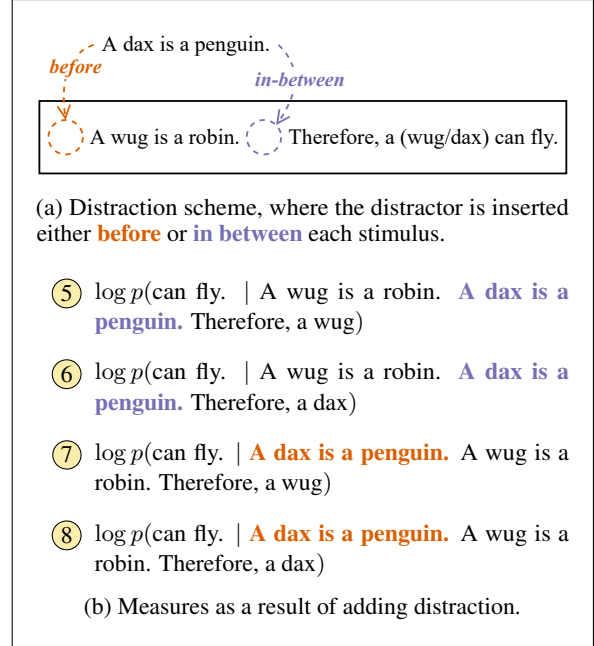 A dax is a penguin.
before
in-between
A wug is a robin. Therefore, a (wug/dax) can fly.
(a) Distraction scheme, where the distractor is inserted
either before or in between each stimulus.
5 log p(can fly. | A wug is a robin. A dax is a
penguin. Therefore, a wug)
6 log p(can fly. | A wug is a robin. A dax is a
penguin. Therefore, a dax)
7 log p(can fly. | A dax is a penguin. A wug is a
robin. Therefore, a wug)
8 log p(can fly. | A dax is a penguin. A wug is a
robin. Therefore, a dax)
(b) Measures as a result of adding distraction.